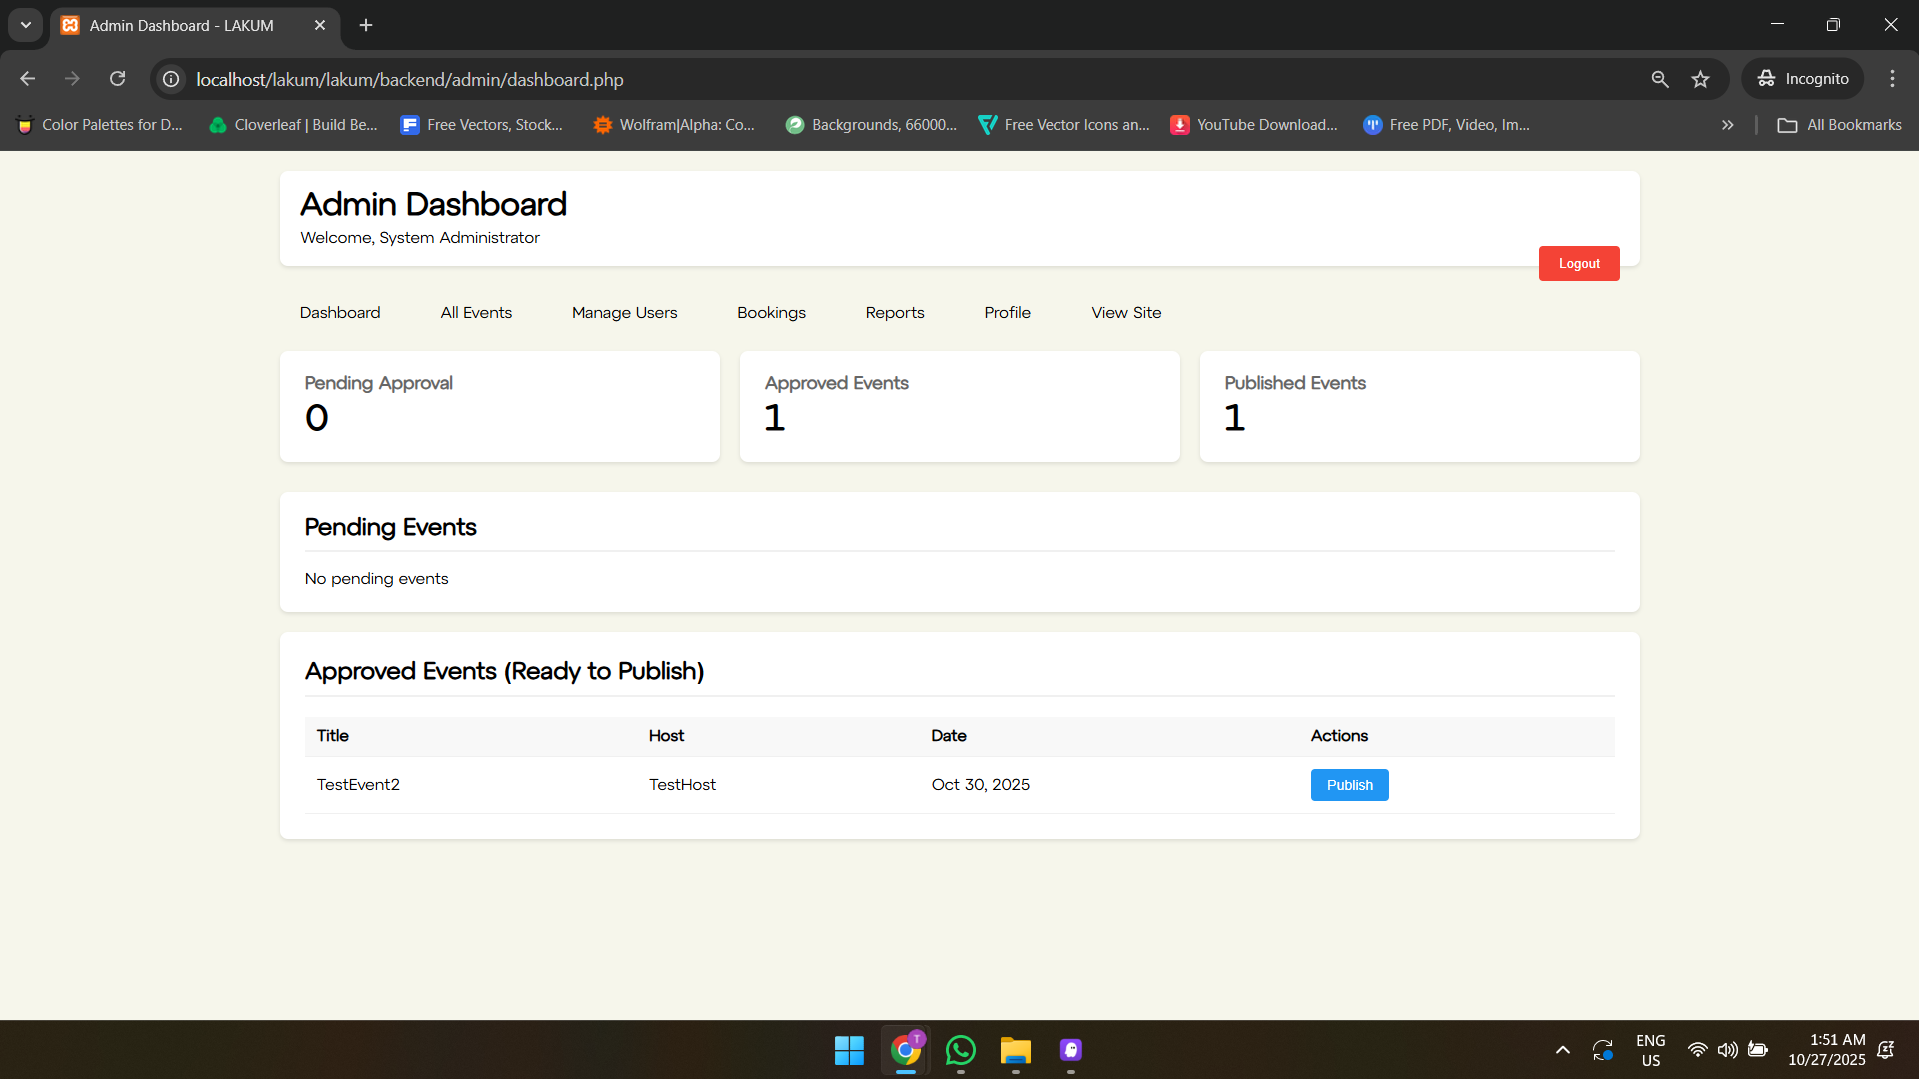 Admin Dashboard - LAKUM
localhost/lakum/lakum/backend/admin/dashboard.php
Incognito
Color Palettes for D...
Cloverleaf | Build Be...
Free Vectors, Stock...
Wolfram|Alpha: Co...
Backgrounds, 66000...
Free Vector Icons an...
YouTube Download...
Free PDF, Video, Im...
All Bookmarks
Admin Dashboard
Welcome, System Administrator
Logout
Dashboard
All Events
Manage Users
Bookings
Reports
Profile
View Site
Pending Approval
0
Approved Events
1
Published Events
1
Pending Events
No pending events
Approved Events (Ready to Publish)
Title Host Date Actions
TestEvent2 TestHost Oct 30, 2025 Publish
T
ENG
US
1:51 AM
10/27/2025